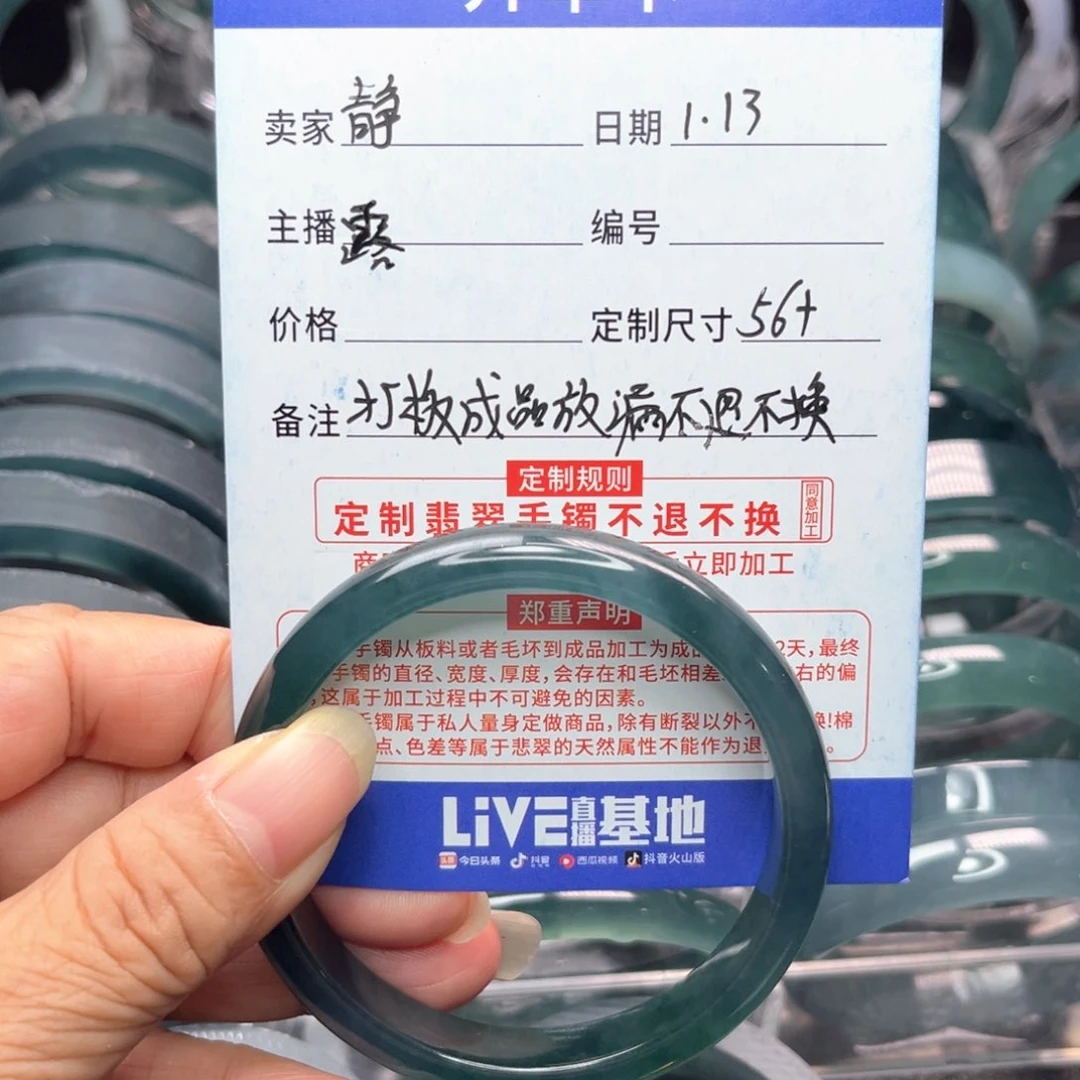 卖家 静 日期 1.13
主播 露 编号
价格 定制尺寸 56+
备注 打板成品放漏不退不换
定制规则
定制翡翠手镯不退不换
同意加工
商 立即加工
郑重声明
手镯从板料或者毛坯到成品加工为成 2天，最终
手镯的直径、宽度、厚度，会存在和毛坯相差 右的偏
，这属于加工过程中不可避免的因素。
手镯属于私人量身定做商品，除有断裂以外不 换!棉
点、色差等属于悲翠的天然属性不能作为退 。
LiVE直播基地
头条 今日头条 抖音 西瓜视频 抖音火山版